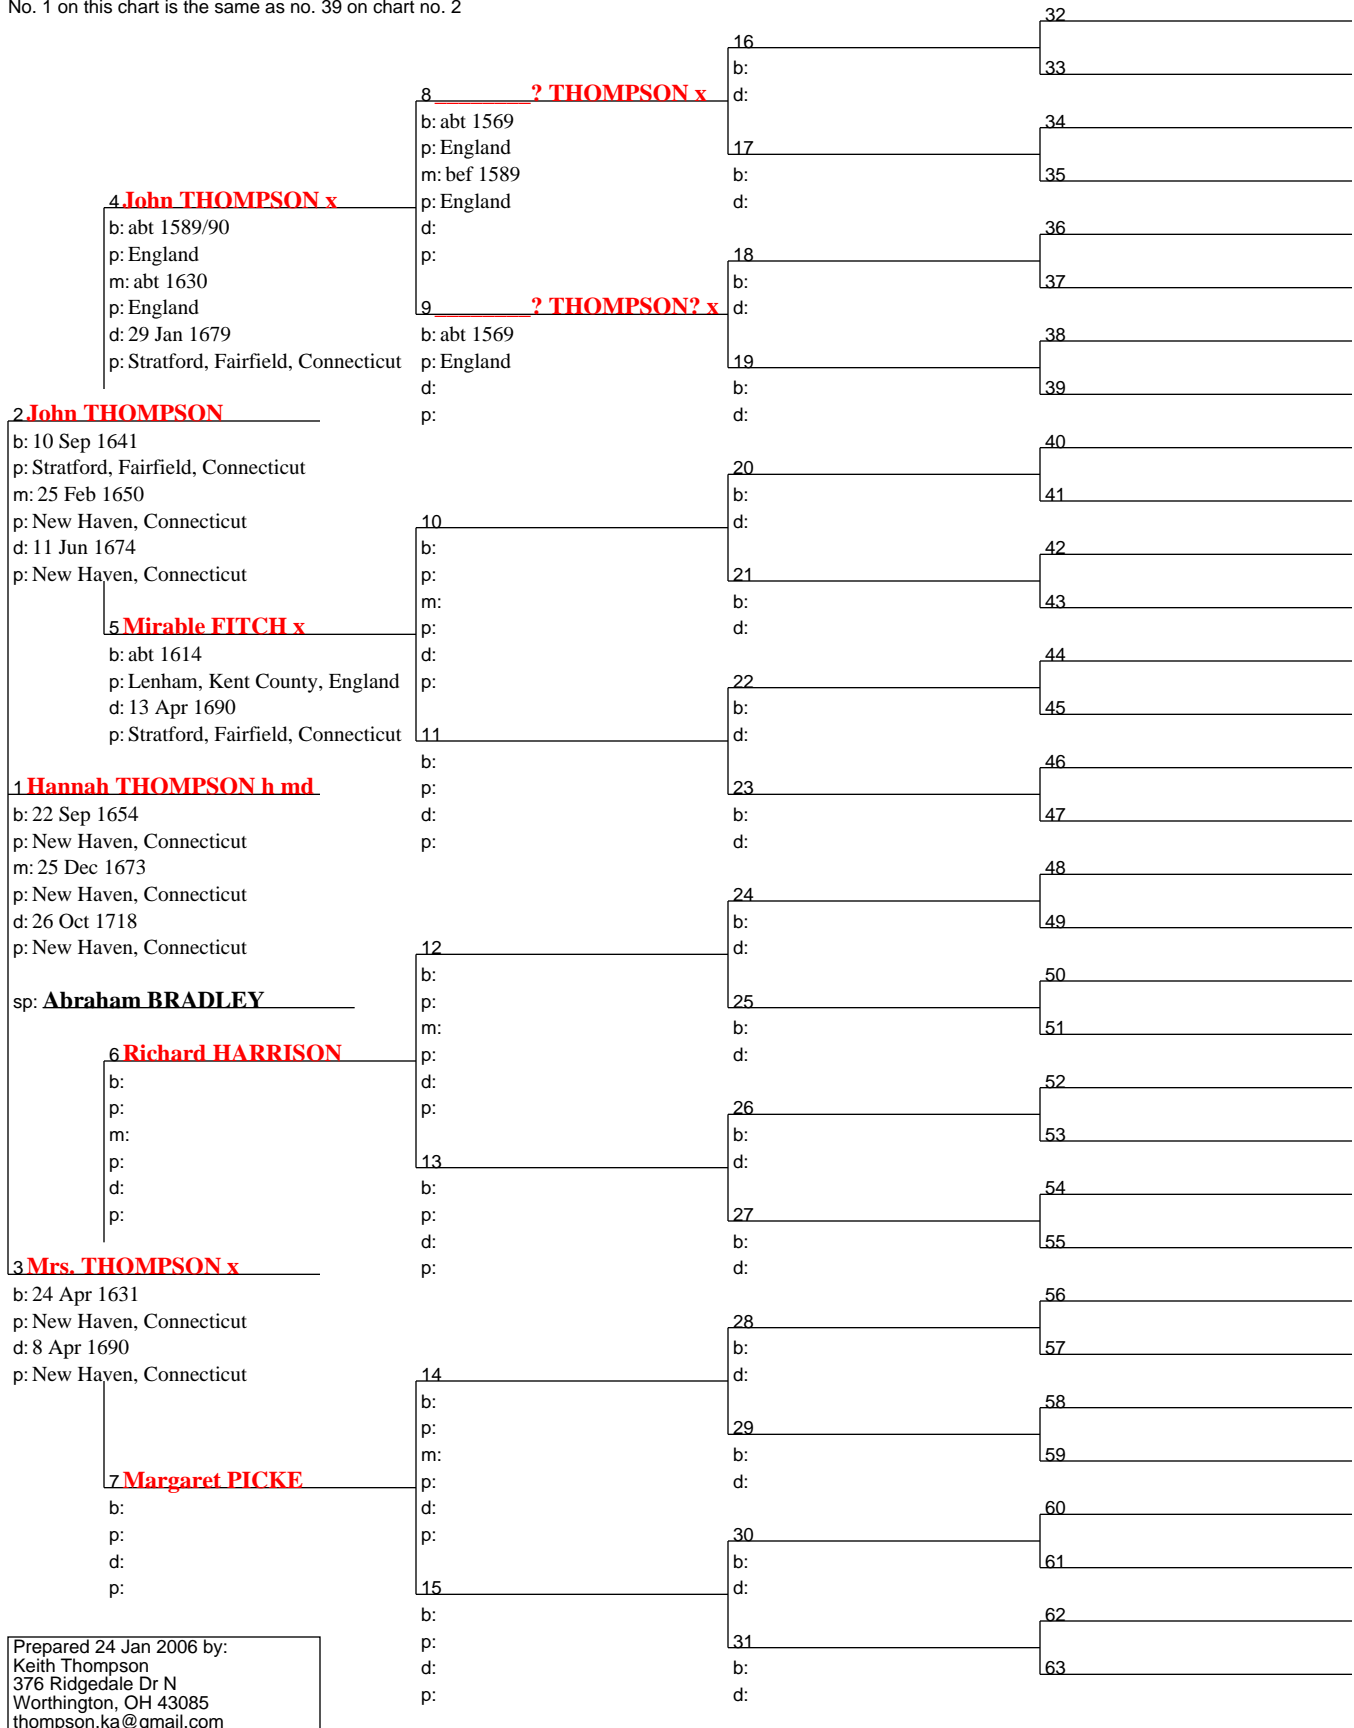 No. 1 on this chart is the same as no. 39 on chart no. 2
8 _________? THOMPSON x
b: abt 1569
p: England
m: bef 1589
p: England
d:
p:
4 John THOMPSON x
b: abt 1589/90
p: England
m: abt 1630
p: England
d: 29 Jan 1679
p: Stratford, Fairfield, Connecticut
9 _________? THOMPSON? x
b: abt 1569
p: England
d:
p:
2 John THOMPSON
b: 10 Sep 1641
p: Stratford, Fairfield, Connecticut
m: 25 Feb 1650
p: New Haven, Connecticut
d: 11 Jun 1674
p: New Haven, Connecticut
10
b:
p:
m:
p:
d:
p:
5 Mirable FITCH x
b: abt 1614
p: Lenham, Kent County, England
d: 13 Apr 1690
p: Stratford, Fairfield, Connecticut
11
b:
p:
d:
p:
1 Hannah THOMPSON h md
b: 22 Sep 1654
p: New Haven, Connecticut
m: 25 Dec 1673
p: New Haven, Connecticut
d: 26 Oct 1718
p: New Haven, Connecticut
sp: Abraham BRADLEY
12
b:
p:
m:
p:
d:
p:
6 Richard HARRISON
b:
p:
m:
p:
d:
p:
13
b:
p:
d:
p:
3 Mrs. THOMPSON x
b: 24 Apr 1631
p: New Haven, Connecticut
d: 8 Apr 1690
p: New Haven, Connecticut
14
b:
p:
m:
p:
d:
p:
7 Margaret PICKE
b:
p:
d:
p:
15
b:
p:
d:
p:
16
b:
d:
17
b:
d:
18
b:
d:
19
b:
d:
20
b:
d:
21
b:
d:
22
b:
d:
23
b:
d:
24
b:
d:
25
b:
d:
26
b:
d:
27
b:
d:
28
b:
d:
29
b:
d:
30
b:
d:
31
b:
d:
32
33
34
35
36
37
38
39
40
41
42
43
44
45
46
47
48
49
50
51
52
53
54
55
56
57
58
59
60
61
62
63
Prepared 24 Jan 2006 by:
Keith Thompson
376 Ridgedale Dr N
Worthington, OH 43085
thompson.ka@gmail.com